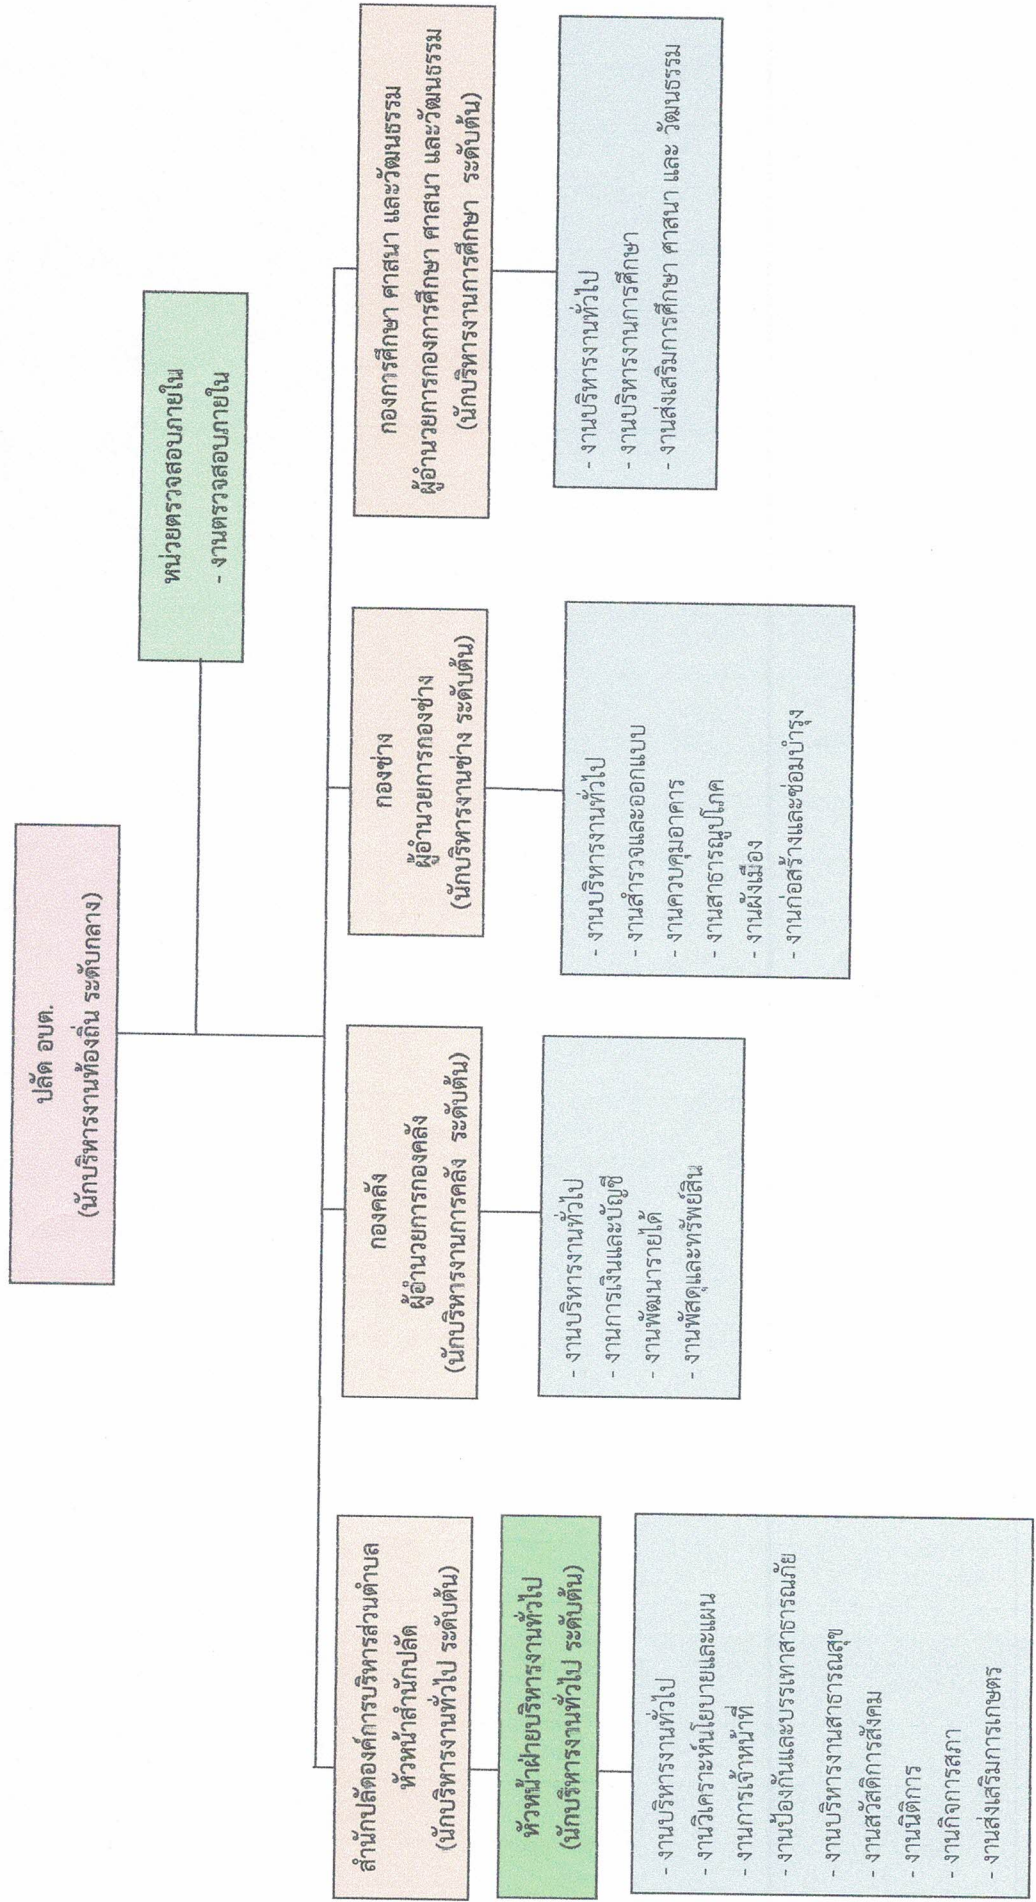 ปลัด อบต.
(นักบริหารงานท้องถิ่น ระดับกลาง)
หน่วยตรวจสอบภายใน
- งานตรวจสอบภายใน
สำนักปลัดองค์การบริหารส่วนตำบล
หัวหน้าสำนักปลัด
(นักบริหารงานทั่วไป ระดับต้น)
หัวหน้าฝ่ายบริหารงานทั่วไป
(นักบริหารงานทั่วไป ระดับต้น)
- งานบริหารงานทั่วไป
- งานวิเคราะห์นโยบายและแผน
- งานการเจ้าหน้าที่
- งานป้องกันและบรรเทาสาธารณภัย
- งานบริหารงานสาธารณสุข
- งานสวัสดิการสังคม
- งานนิติการ
- งานกิจการสภา
- งานส่งเสริมการเกษตร
กองคลัง
ผู้อำนวยการกองคลัง
(นักบริหารงานการคลัง ระดับต้น)
- งานบริหารงานทั่วไป
- งานการเงินและบัญชี
- งานพัฒนารายได้
- งานพัสดุและทรัพย์สิน
กองช่าง
ผู้อำนวยการกองช่าง
(นักบริหารงานช่าง ระดับต้น)
- งานบริหารงานทั่วไป
- งานสำรวจและออกแบบ
- งานควบคุมอาคาร
- งานสาธารณูปโภค
- งานผังเมือง
- งานก่อสร้างและซ่อมบำรุง
กองการศึกษา ศาสนา และวัฒนธรรม
ผู้อำนวยการกองการศึกษา ศาสนา และวัฒนธรรม
(นักบริหารงานการศึกษา ระดับต้น)
- งานบริหารงานทั่วไป
- งานบริหารงานการศึกษา
- งานส่งเสริมการศึกษา ศาสนา และ วัฒนธรรม